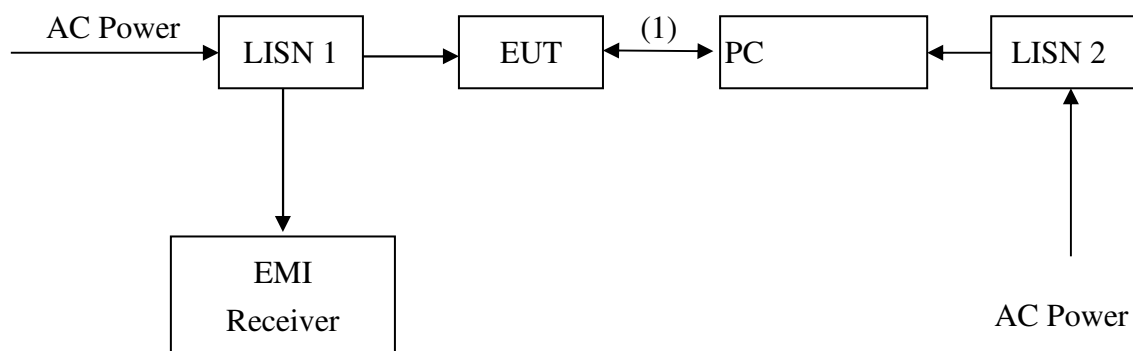 AC Power
LISN 1
EUT
(1)
PC
LISN 2
EMI
Receiver
AC Power